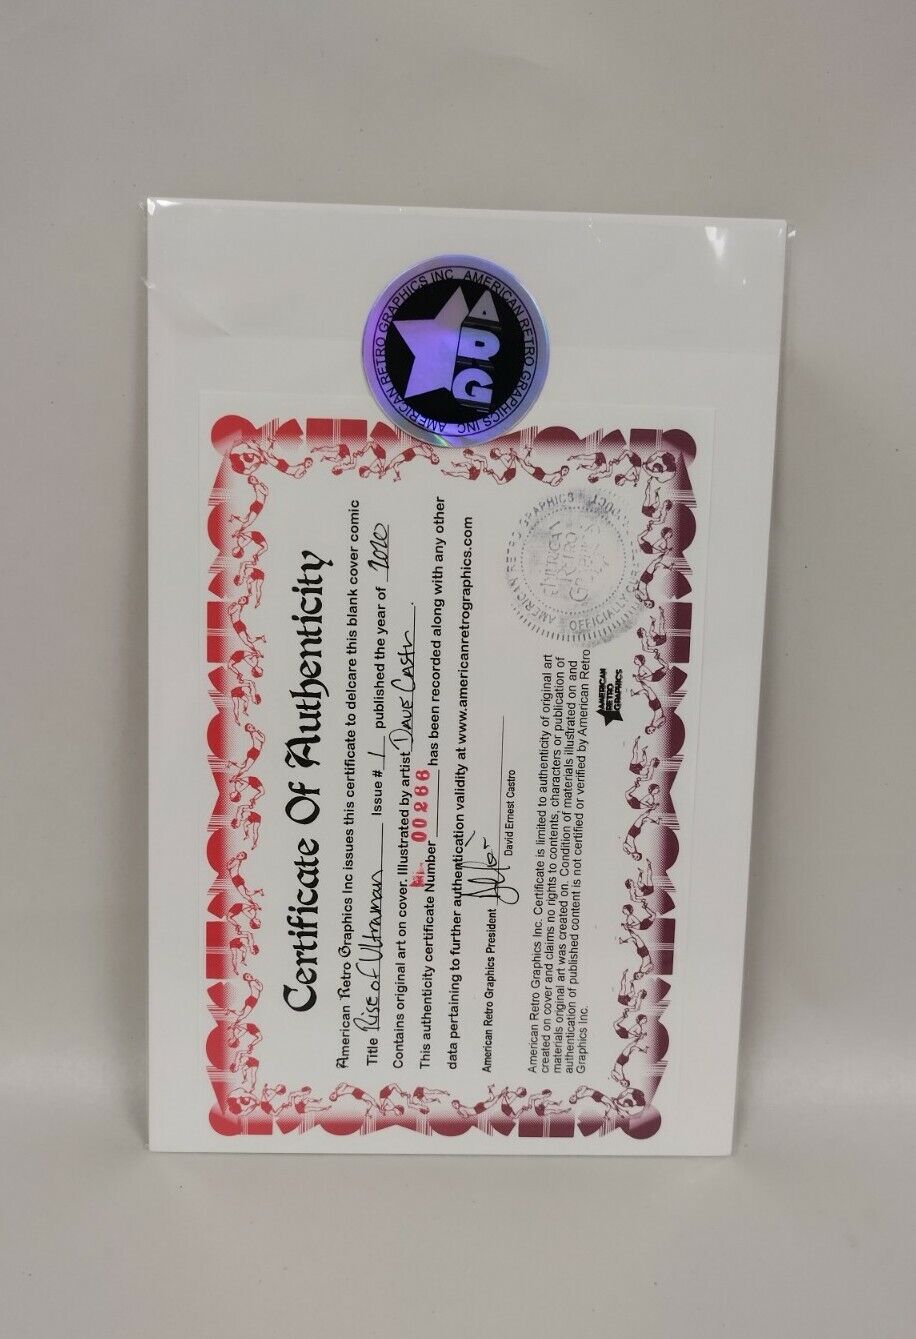 AMERICAN RETRO GRAPHICS INC AMERICAN RETRO GRAPHICS INC
ARG
Certificate Of Authenticity
American Retro Graphics Inc issues this certificate to delcare this blank cover comic
Title Rise of Ultraman Issue # 1 published the year of 2020
Contains original art on cover. Illustrated by artist Dave Castr
This authenticity certificate Number 00266 has been recorded along with any other
data pertaining to further authentication validity at www.americanretrographics.com
American Retro Graphics President
David Ernest Castro
American Retro Graphics Inc. Certificate is limited to authenticity of original art
created on cover and claims no rights to contents, characters or publication of
materials original art was created on. Condition of materials illustrated on and
authentication of published content is not certified or verified by American Retro
Graphics Inc.
AMERICAN
RETRO
GRAPHICS
AMERICAN RETRO GRAPHICS
OFFICIALLY